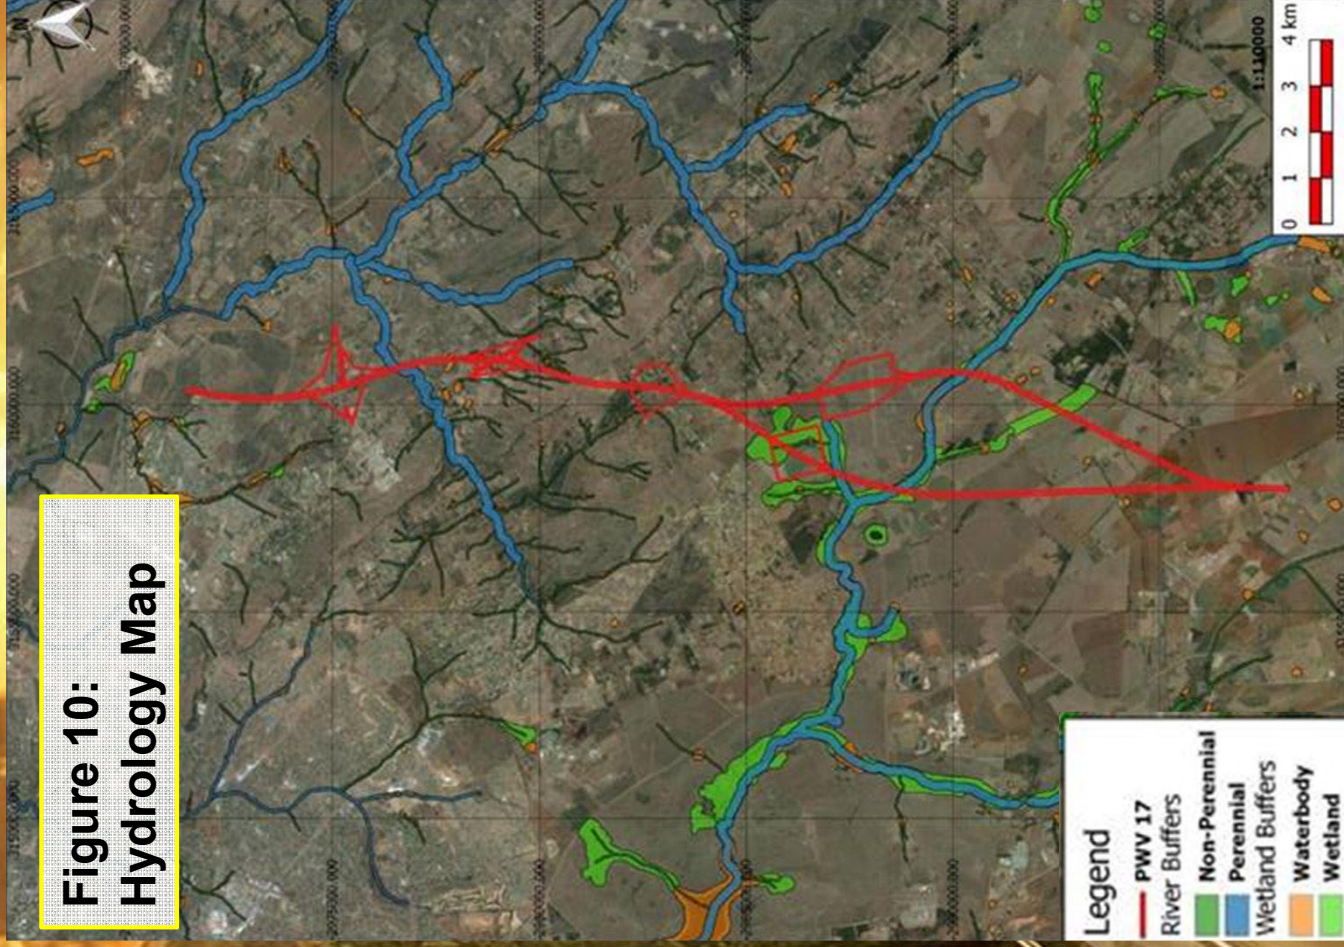 Figure 10:
Hydrology Map
N
Legend
PWV 17
River Buffers
Non-Perennial
Perennial
Wetland Buffers
Waterbody
Wetland
1:110000
0 1 2 3 4 km